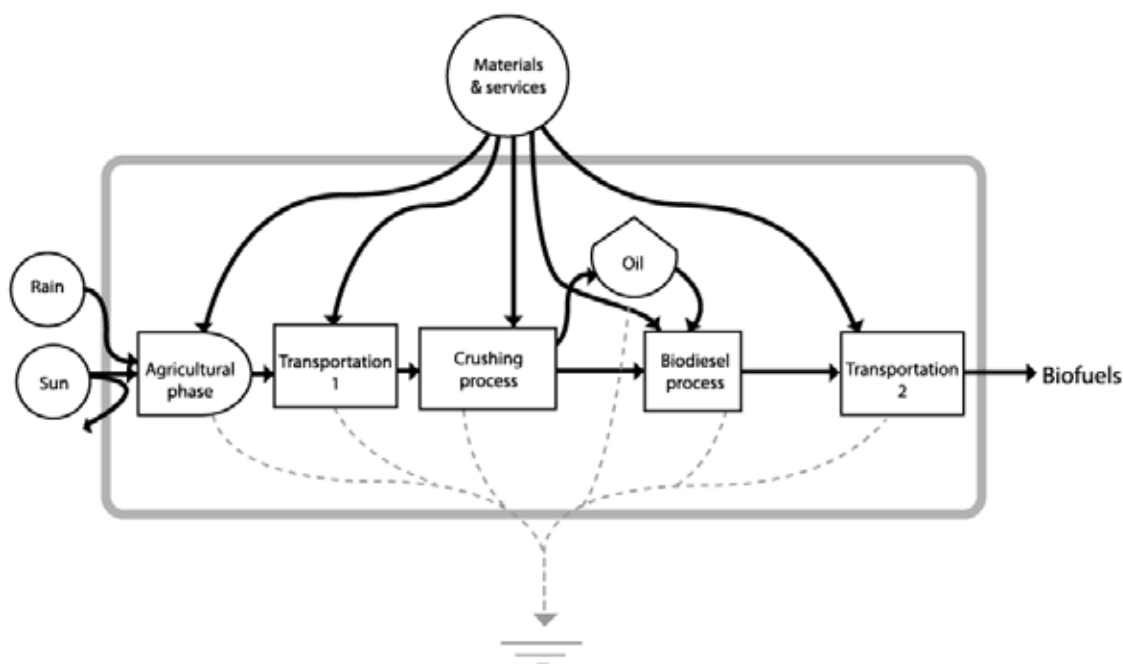 Materials
& services
Rain
Sun
Oil
Agricultural
phase
Transportation
1
Crushing
process
Biodiesel
process
Transportation
2
Biofuels